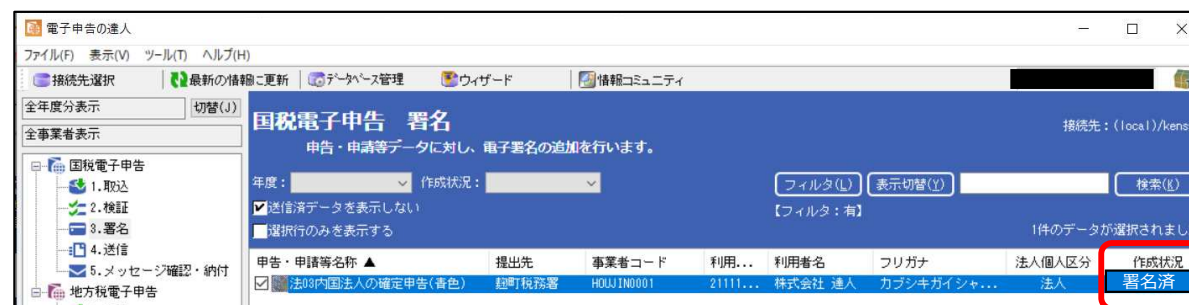 電子申告の達人
ファイル(F) 表示(V) ツール(T) ヘルプ(H)
接続先選択 最新の情報に更新 データベース管理 ウィザード 情報コミュニティ
全年度分表示 切替(J)
全事業者表示
国税電子申告
1.取込
2.検証
3.署名
4.送信
5.メッセージ確認・納付
地方税電子申告
国税電子申告 署名
接続先：(local)/kens
申告・申請等データに対し、電子署名の追加を行います。
年度： 作成状況： フィルタ(L) 表示切替(Y) 検索(K)
送信済データを表示しない 【フィルタ：有】
選択行のみを表示する 1件のデータが選択されまし
申告・申請等名称 ▲ 提出先 事業者コード 利用... 利用者名 フリガナ 法人個人区分 作成状況
法03内国法人の確定申告(青色) 麹町税務署 HOUJIN0001 21111... 株式会社 達人 カブシキガイシャ... 法人 署名済